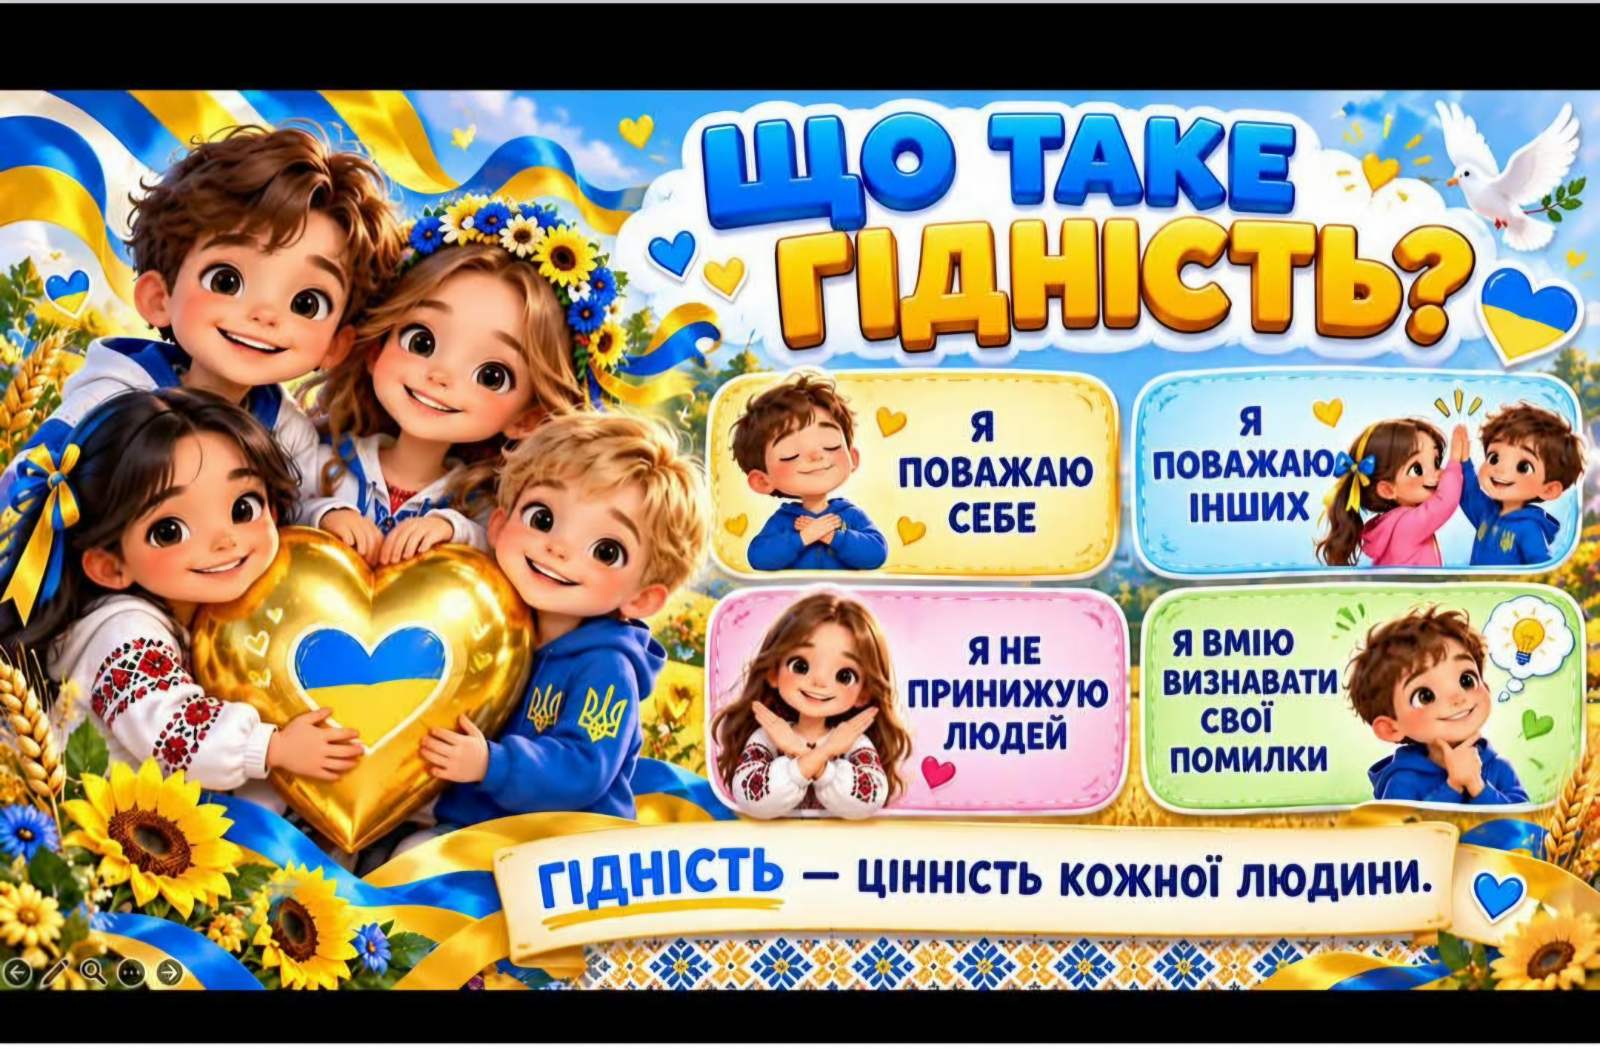 ЩО ТАКЕ
ГІДНІСТЬ?
Я
ПОВАЖАЮ
СЕБЕ
Я
ПОВАЖАЮ
ІНШИХ
Я НЕ
ПРИНИЖУЮ
ЛЮДЕЙ
Я ВМІЮ
ВИЗНАВАТИ
СВОЇ
ПОМИЛКИ
ГІДНІСТЬ — ЦІННІСТЬ КОЖНОЇ ЛЮДИНИ.